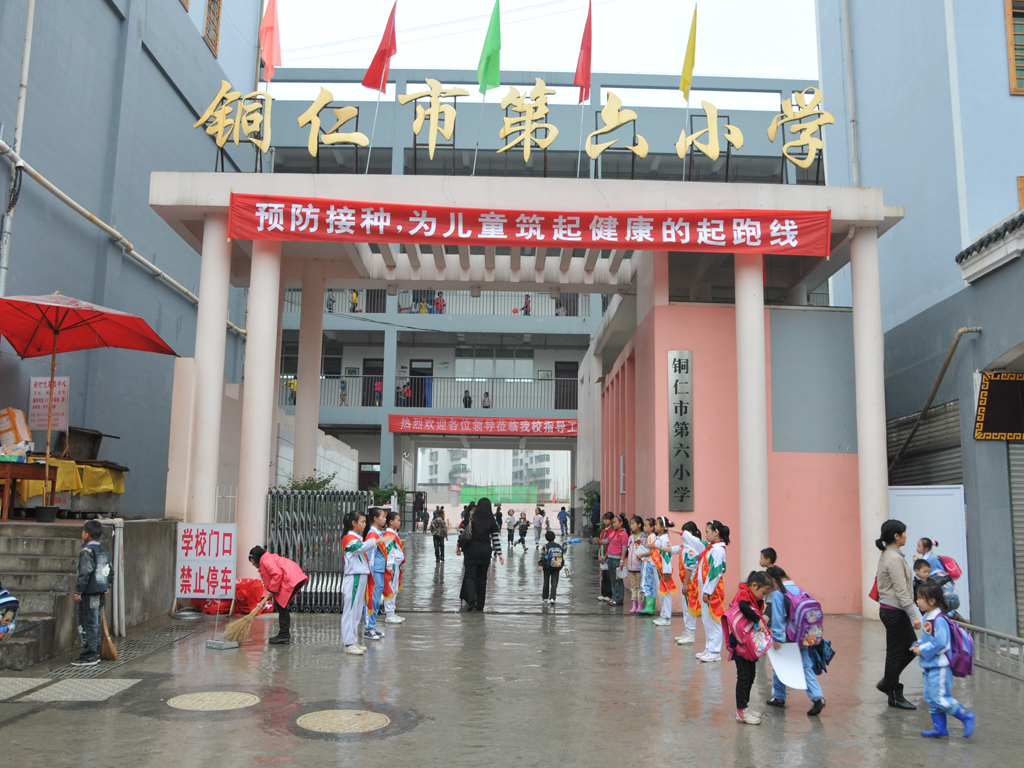 铜仁市第六小学
预防接种,为儿童筑起健康的起跑线
热烈欢迎各位领导莅临我校指导工
铜仁市第六小学
学校门口
禁止停车